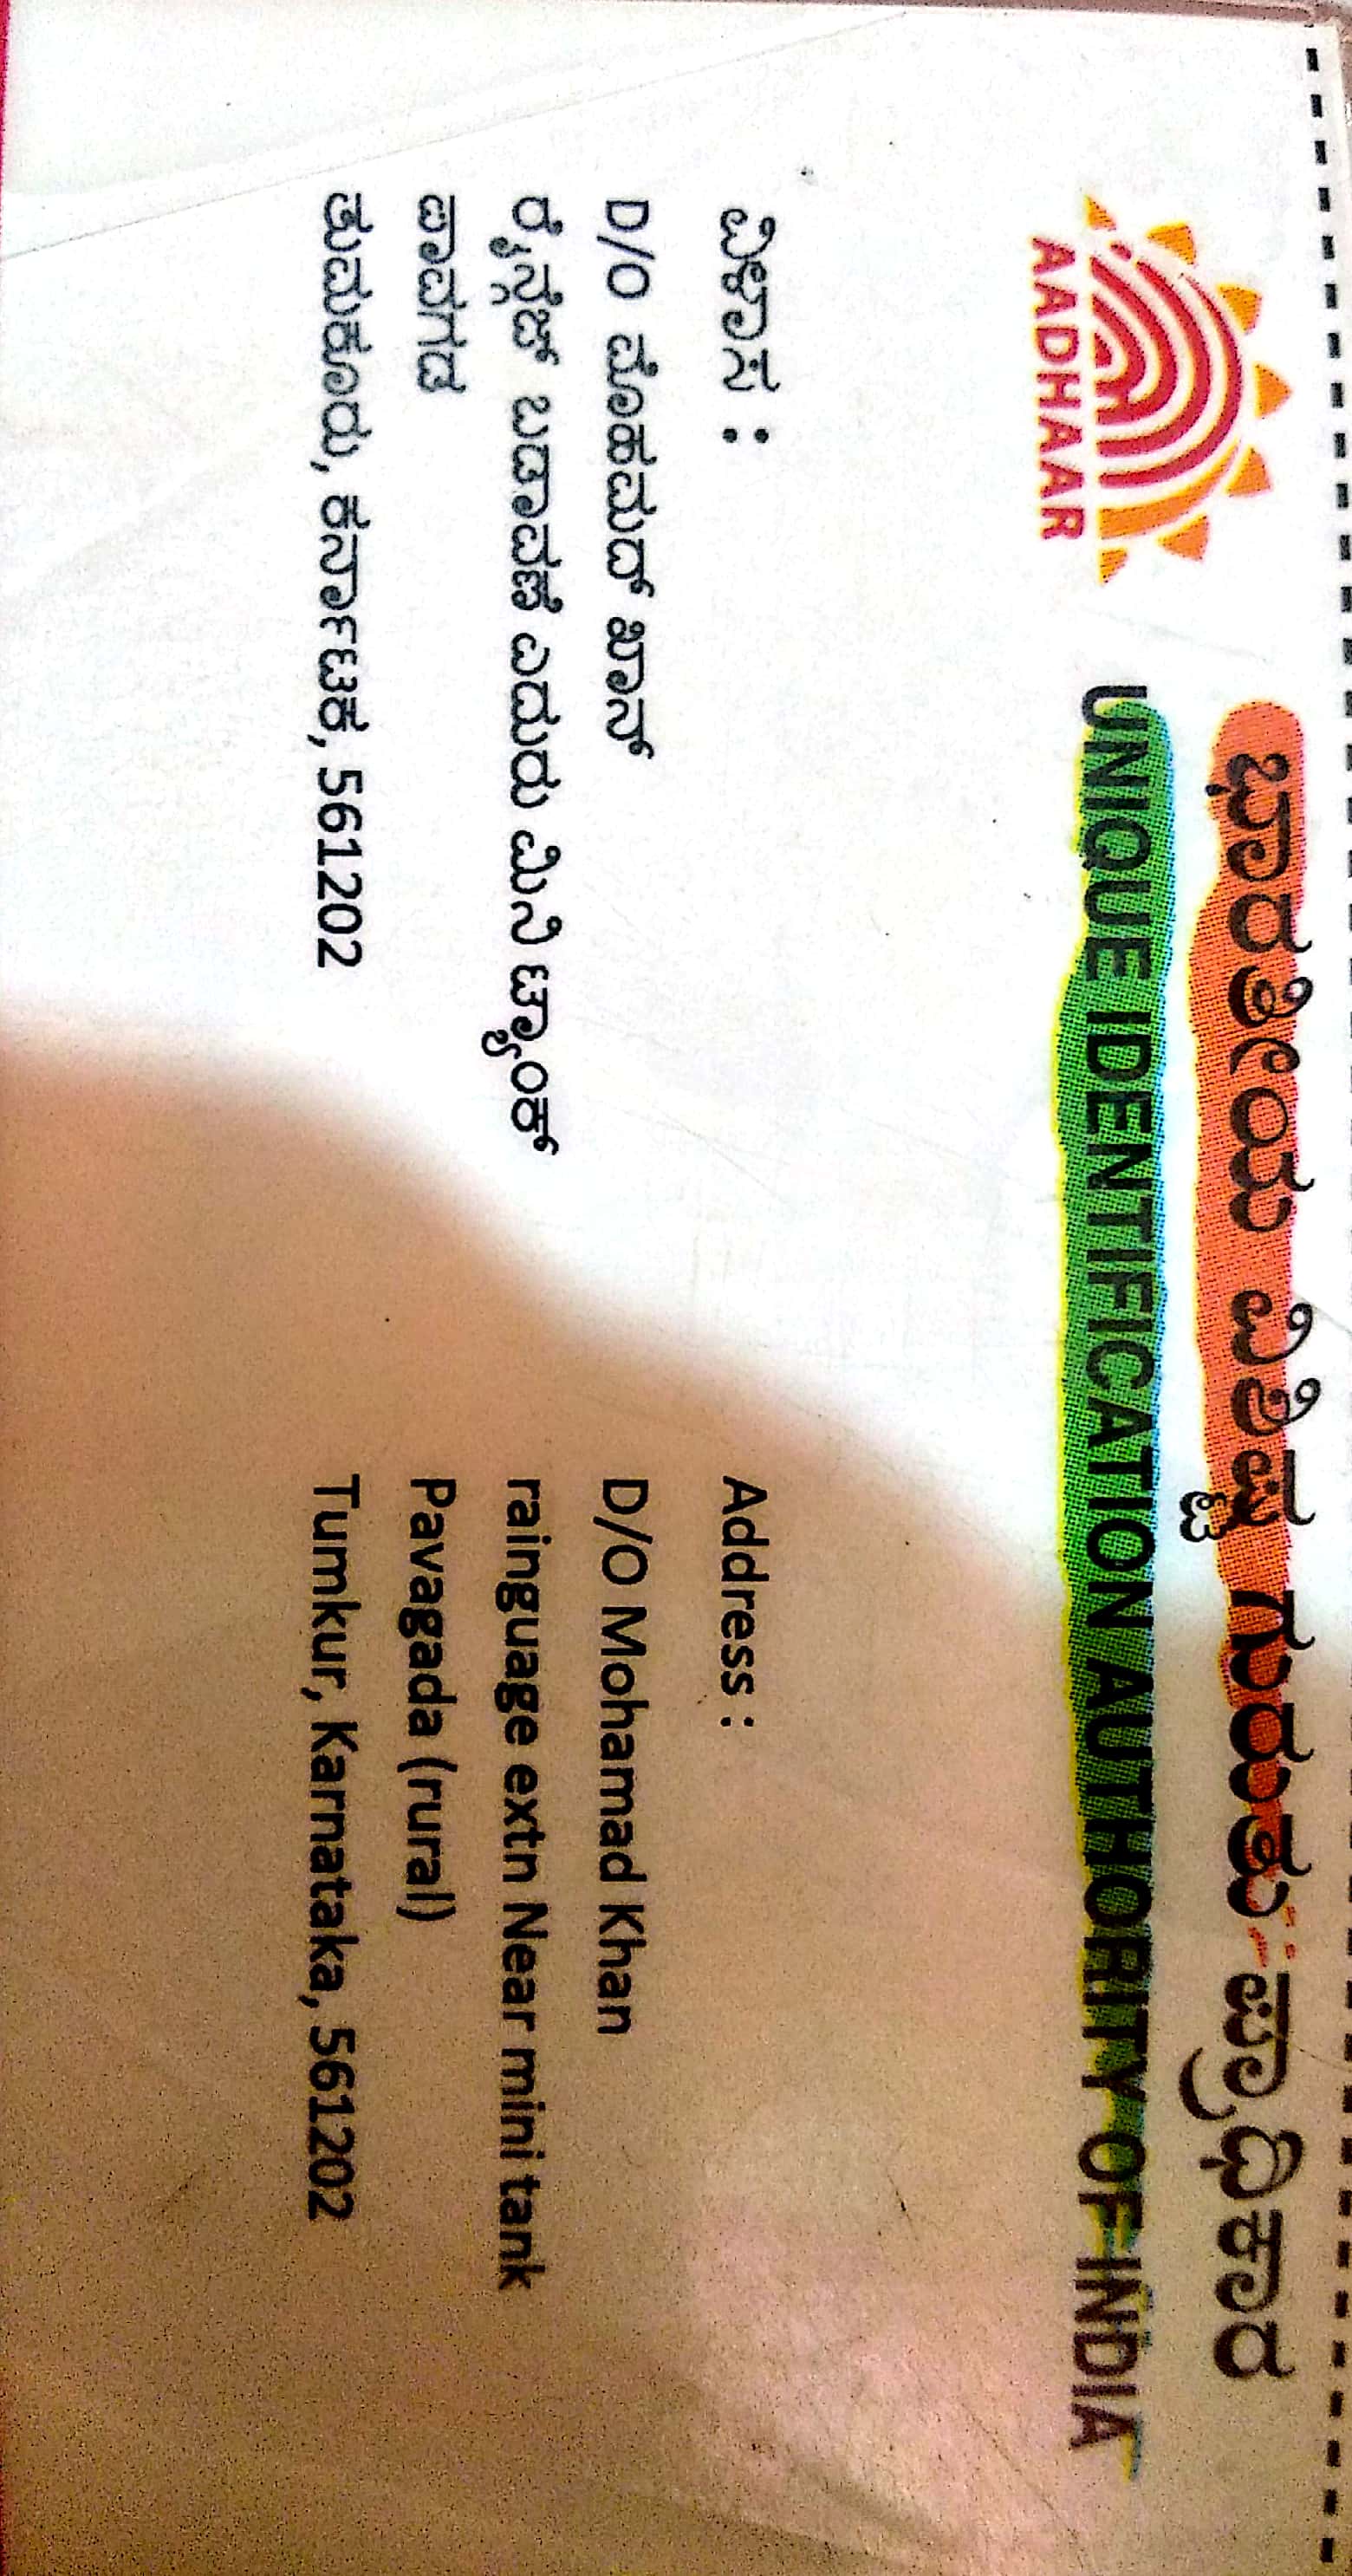 ಭಾರತೀಯ ವಿಶಿಷ್ಟ ಗುರುತು ಪ್ರಾಧಿಕಾರ
UNIQUE IDENTIFICATION AUTHORITY OF INDIA
AADHAAR
ವಿಳಾಸ :
D/O ಮೊಹಮದ್ ಖಾನ್
ರೈನ್ಗೆಜ್ ಬಡಾವಣೆ ಎದುರು ಮಿನಿ ಟ್ಯಾಂಕ್
ಪಾವಗಡ
ತುಮಕೂರು, ಕರ್ನಾಟಕ, 561202
Address :
D/O Mohamad Khan
rainguage extn Near mini tank
Pavagada (rural)
Tumkur, Karnataka, 561202